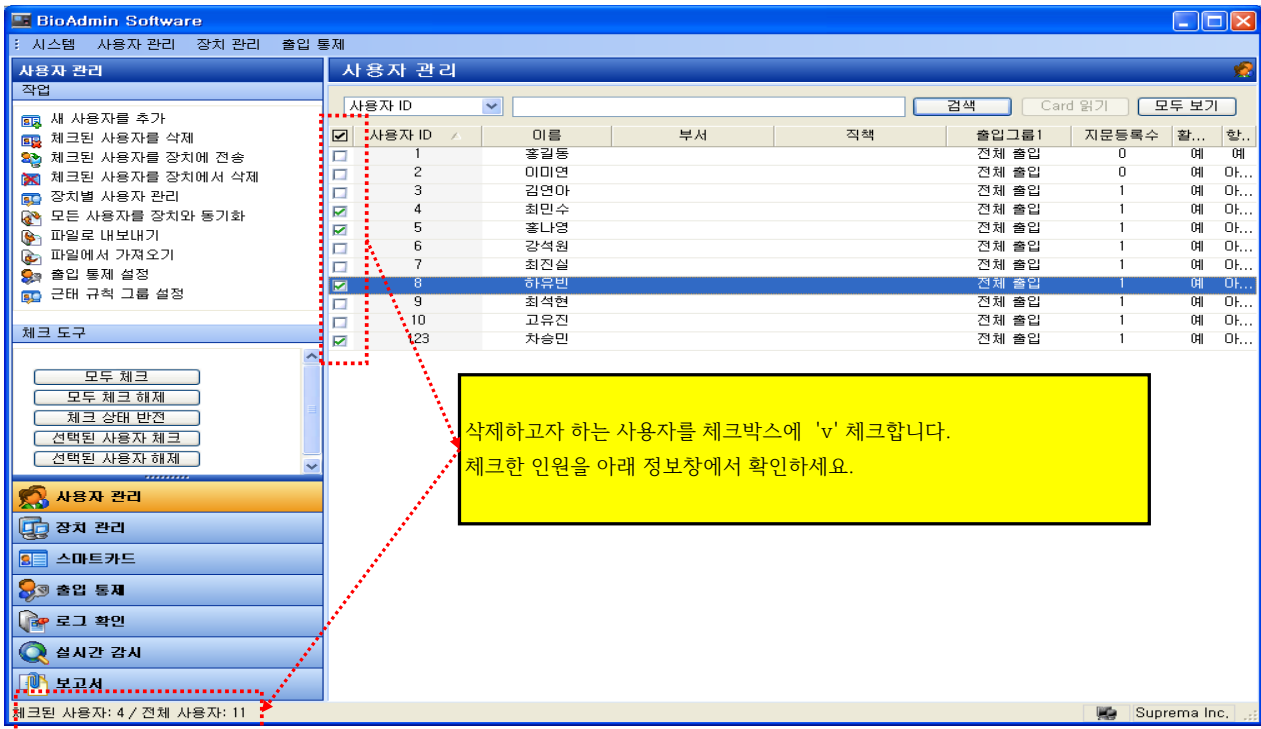 BioAdmin Software
시스템 사용자 관리 장치 관리 출입 통제
사용자 관리
작업
새 사용자를 추가
체크된 사용자를 삭제
체크된 사용자를 장치에 전송
체크된 사용자를 장치에서 삭제
장치별 사용자 관리
모든 사용자를 장치와 동기화
파일로 내보내기
파일에서 가져오기
출입 통제 설정
근태 규칙 그룹 설정
체크 도구
모두 체크
모두 체크 해제
체크 상태 반전
선택된 사용자 체크
선택된 사용자 해제
사용자 관리
장치 관리
스마트카드
출입 통제
로그 확인
실시간 감시
보고서
사용자 관리
사용자 ID 검색 Card 읽기 모두 보기
사용자 ID 이름 부서 직책 출입그룹1 지문등록수 활... 항..
1 홍길동 전체 출입 0 예 예
2 이미연 전체 출입 0 예 아...
3 김연아 전체 출입 1 예 아...
4 최민수 전체 출입 1 예 아...
5 홍나영 전체 출입 1 예 아...
6 강석원 전체 출입 1 예 아...
7 최진실 전체 출입 1 예 아...
8 하유빈 전체 출입 1 예 아...
9 최석현 전체 출입 1 예 아...
10 고유진 전체 출입 1 예 아...
123 차승민 전체 출입 1 예 아...
삭제하고자 하는 사용자를 체크박스에 'v' 체크합니다.
체크한 인원을 아래 정보창에서 확인하세요.
체크된 사용자: 4 / 전체 사용자: 11 Suprema Inc.